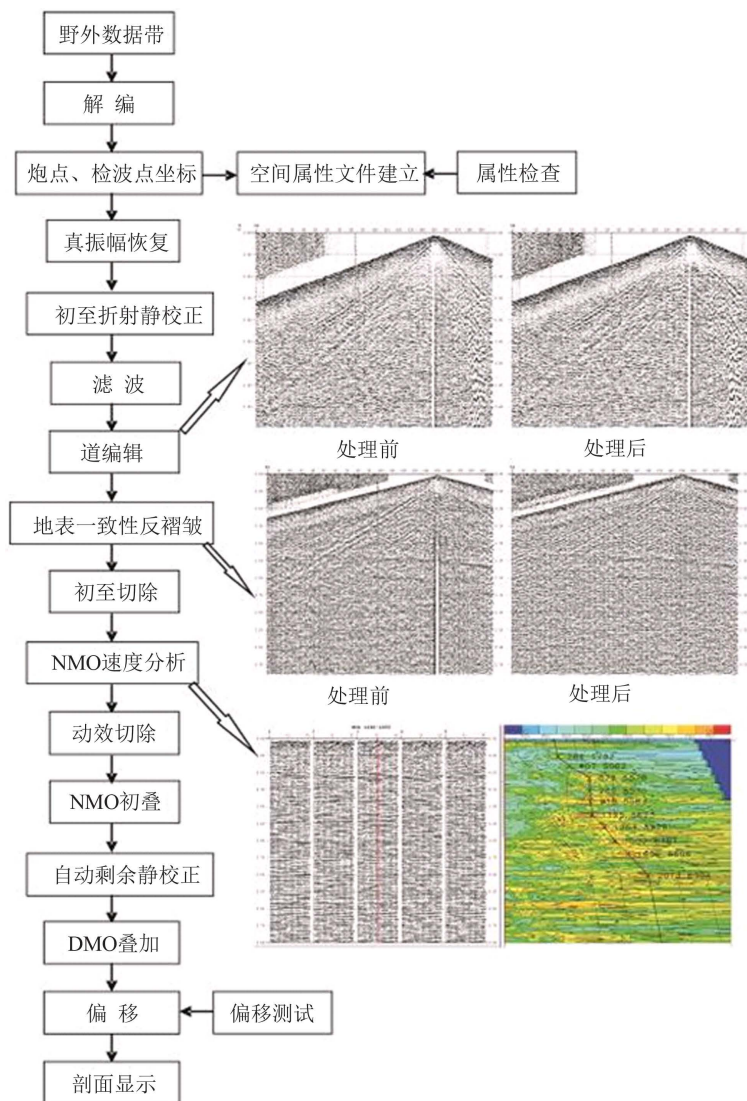 野外数据带
解 编
炮点、检波点坐标
空间属性文件建立
属性检查
真振幅恢复
初至折射静校正
滤 波
道编辑
处理前
处理后
地表一致性反褶皱
初至切除
NMO速度分析
处理前
处理后
动效切除
NMO初叠
自动剩余静校正
DMO叠加
偏 移
偏移测试
剖面显示